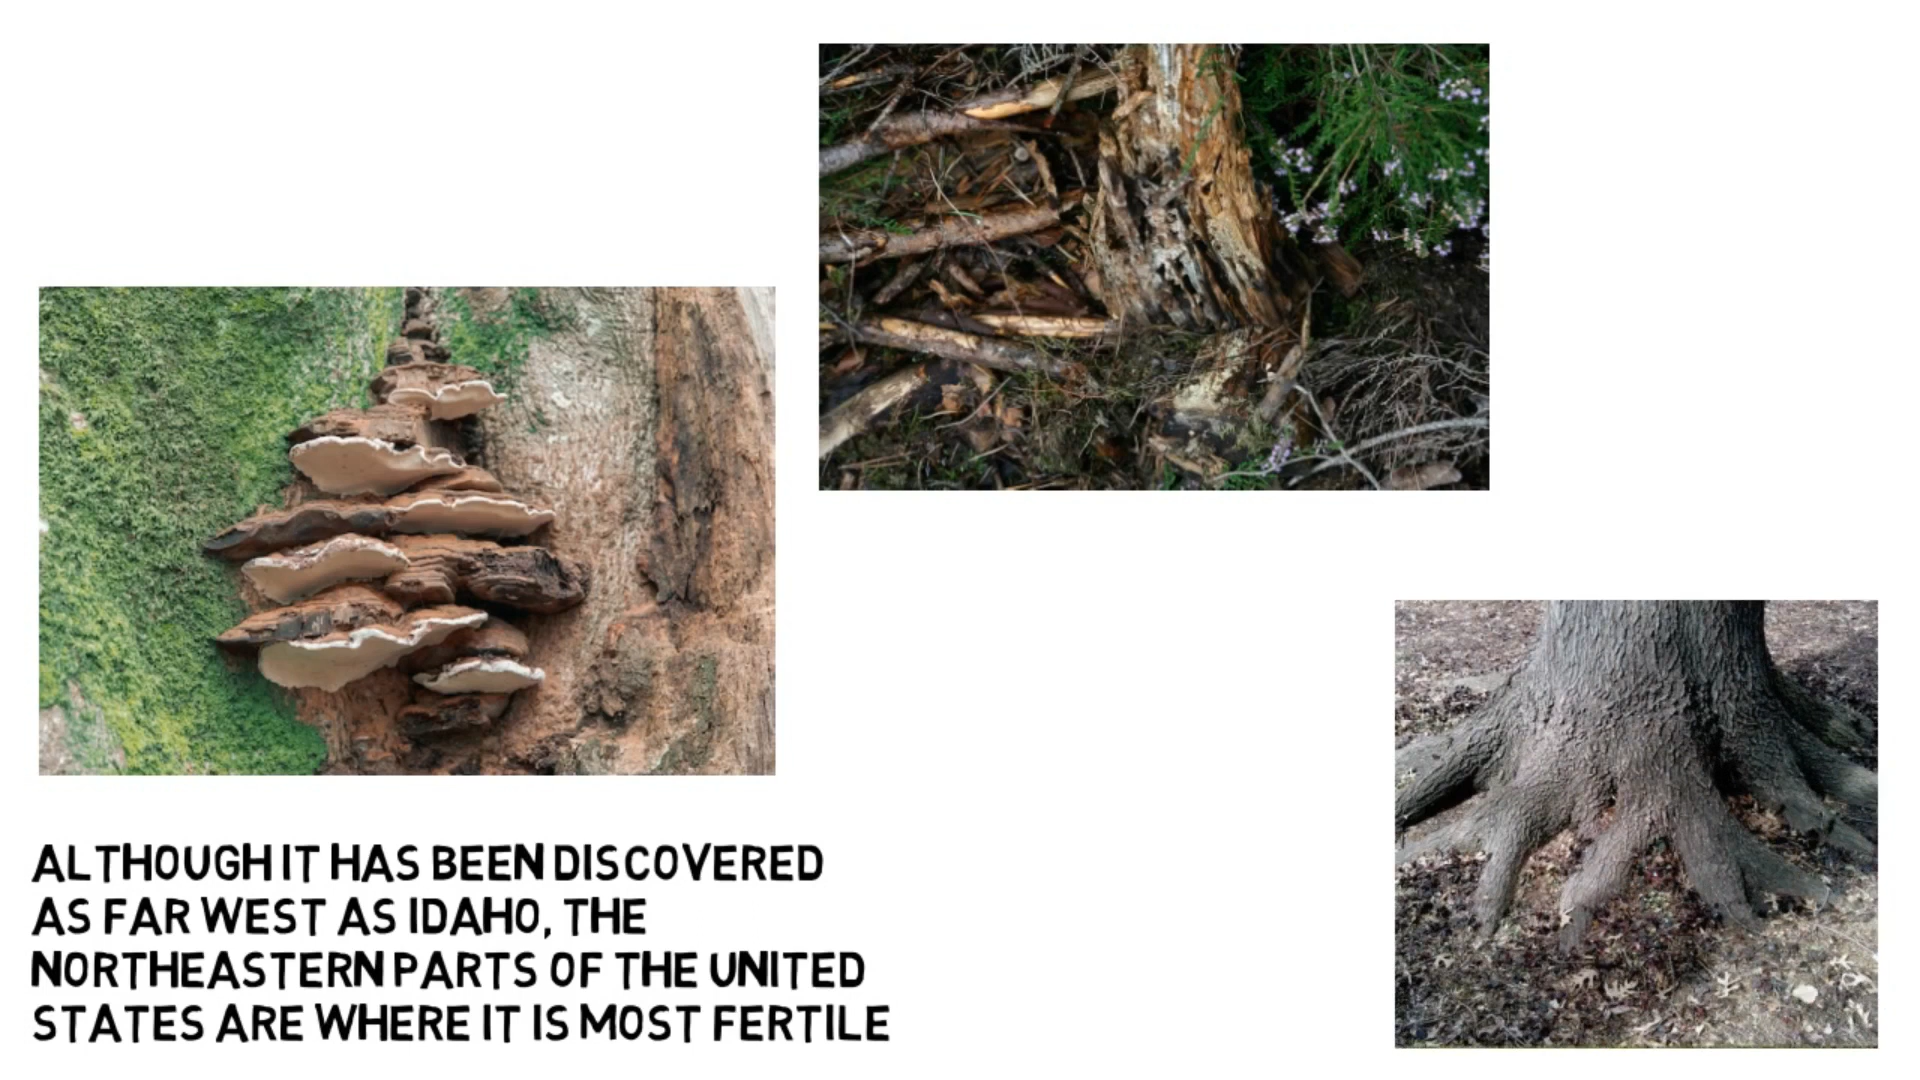 ALTHOUGH IT HAS BEEN DISCOVERED
AS FAR WEST AS IDAHO, THE
NORTHEASTERN PARTS OF THE UNITED
STATES ARE WHERE IT IS MOST FERTILE